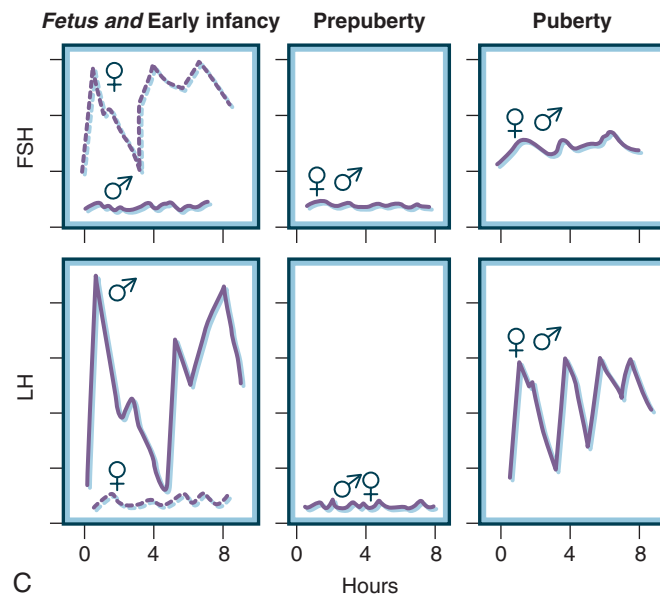 Fetus and Early infancy Prepuberty Puberty
FSH
♀
♂
♀ ♂
♀ ♂
LH
♂
♀ ♂
♂♀
♀
0 4 8 0 4 8 0 4 8
C Hours